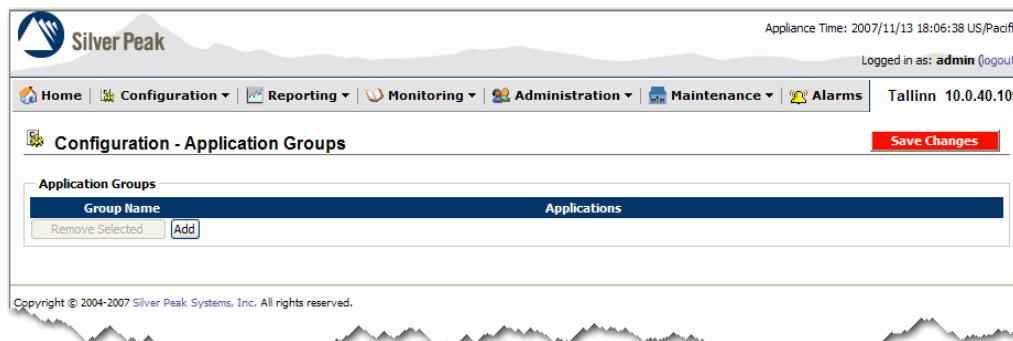 Silver Peak
Appliance Time: 2007/11/13 18:06:38 US/Pacifi
Logged in as: admin (logout
Home | Configuration | Reporting | Monitoring | Administration | Maintenance | Alarms Tallinn 10.0.40.109
Configuration - Application Groups
Save Changes
Application Groups
Group Name Applications
Remove Selected Add
Copyright © 2004-2007 Silver Peak Systems, Inc. All rights reserved.